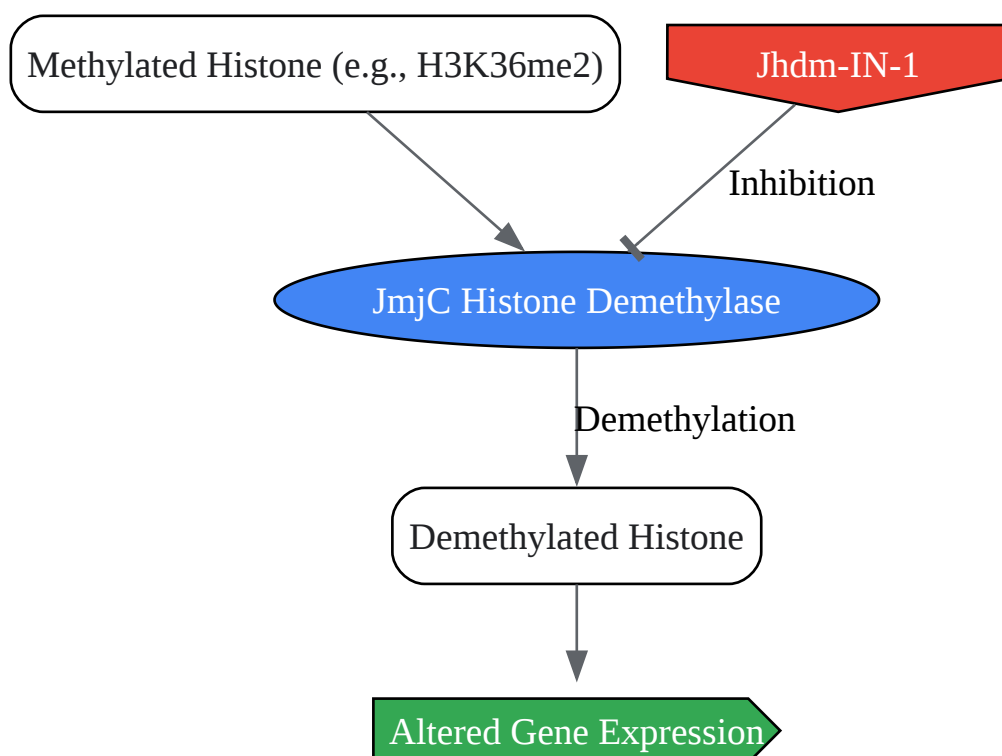 Methylated Histone (e.g., H3K36me2)
Jhdm-IN-1
Inhibition
JmjC Histone Demethylase
Demethylation
Demethylated Histone
Altered Gene Expression